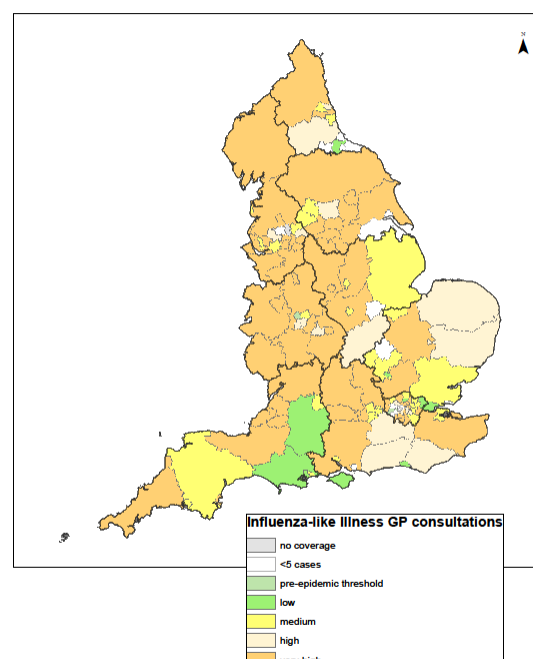 N
Influenza-like Illness GP consultations
no coverage
<5 cases
pre-epidemic threshold
low
medium
high